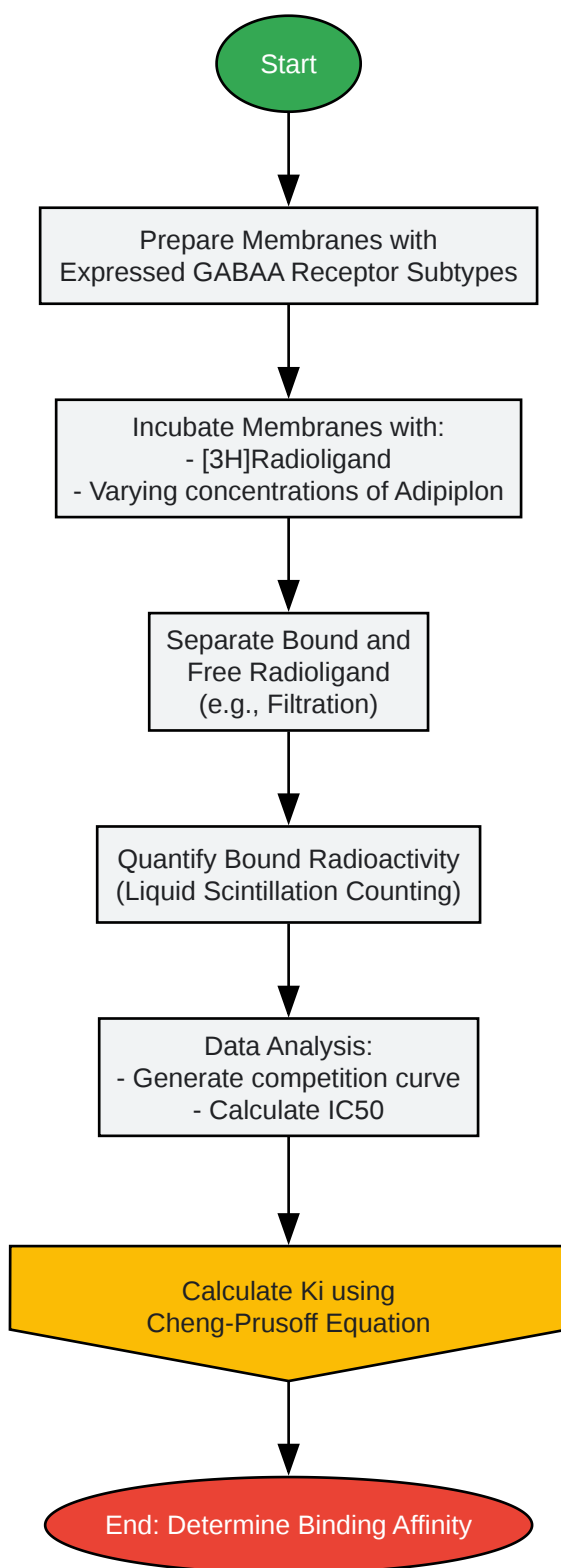 Start
Prepare Membranes with
Expressed GABAA Receptor Subtypes
Incubate Membranes with:
- [3H]Radioligand
- Varying concentrations of Adipiplon
Separate Bound and
Free Radioligand
(e.g., Filtration)
Quantify Bound Radioactivity
(Liquid Scintillation Counting)
Data Analysis:
- Generate competition curve
- Calculate IC50
Calculate Ki using
Cheng-Prusoff Equation
End: Determine Binding Affinity